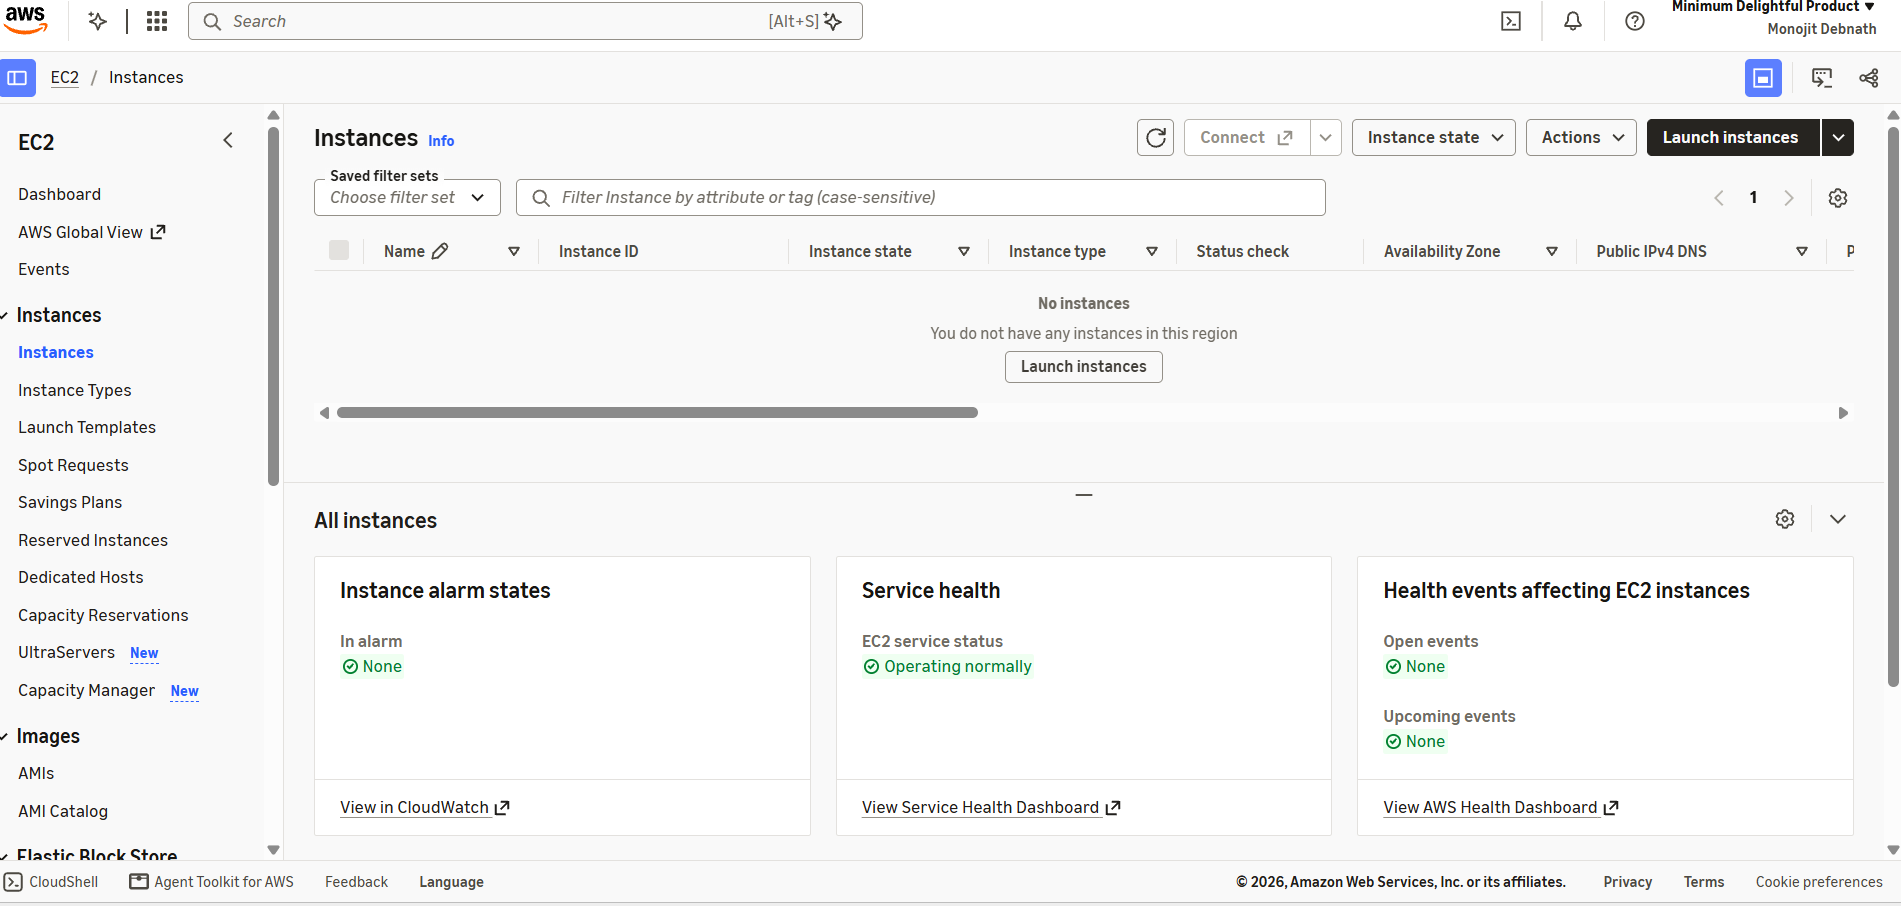 aws
Search [Alt+S]
Minimum Delightful Product
Monojit Debnath
EC2 / Instances
EC2
Dashboard
AWS Global View
Events
Instances
Instances
Instance Types
Launch Templates
Spot Requests
Savings Plans
Reserved Instances
Dedicated Hosts
Capacity Reservations
UltraServers New
Capacity Manager New
Images
AMIs
AMI Catalog
Elastic Block Store
Instances Info
Connect
Instance state
Actions
Launch instances
Saved filter sets
Choose filter set
Filter Instance by attribute or tag (case-sensitive)
1
Name Instance ID Instance state Instance type Status check Availability Zone Public IPv4 DNS
No instances
You do not have any instances in this region
Launch instances
All instances
Instance alarm states
In alarm
None
View in CloudWatch
Service health
EC2 service status
Operating normally
View Service Health Dashboard
Health events affecting EC2 instances
Open events
None
Upcoming events
None
View AWS Health Dashboard
CloudShell Agent Toolkit for AWS Feedback Language
© 2026, Amazon Web Services, Inc. or its affiliates. Privacy Terms Cookie preferences